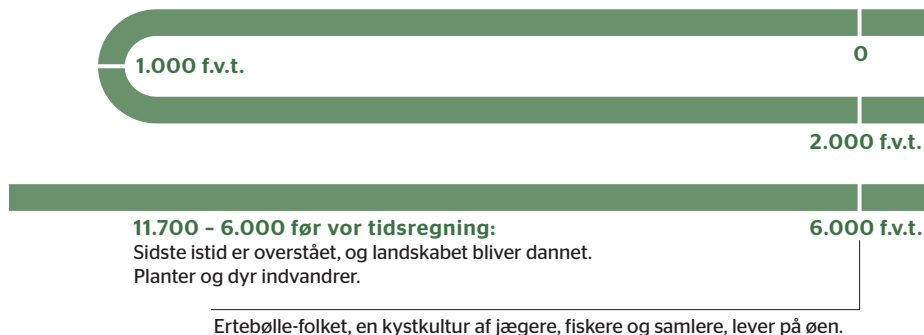 0
1.000 f.v.t.
2.000 f.v.t.
11.700 – 6.000 før vor tidsregning:
6.000 f.v.t.
Sidste istid er overstået, og landskabet bliver dannet.
Planter og dyr indvandrer.
Ertebølle-folket, en kystkultur af jægere, fiskere og samlere, lever på øen.